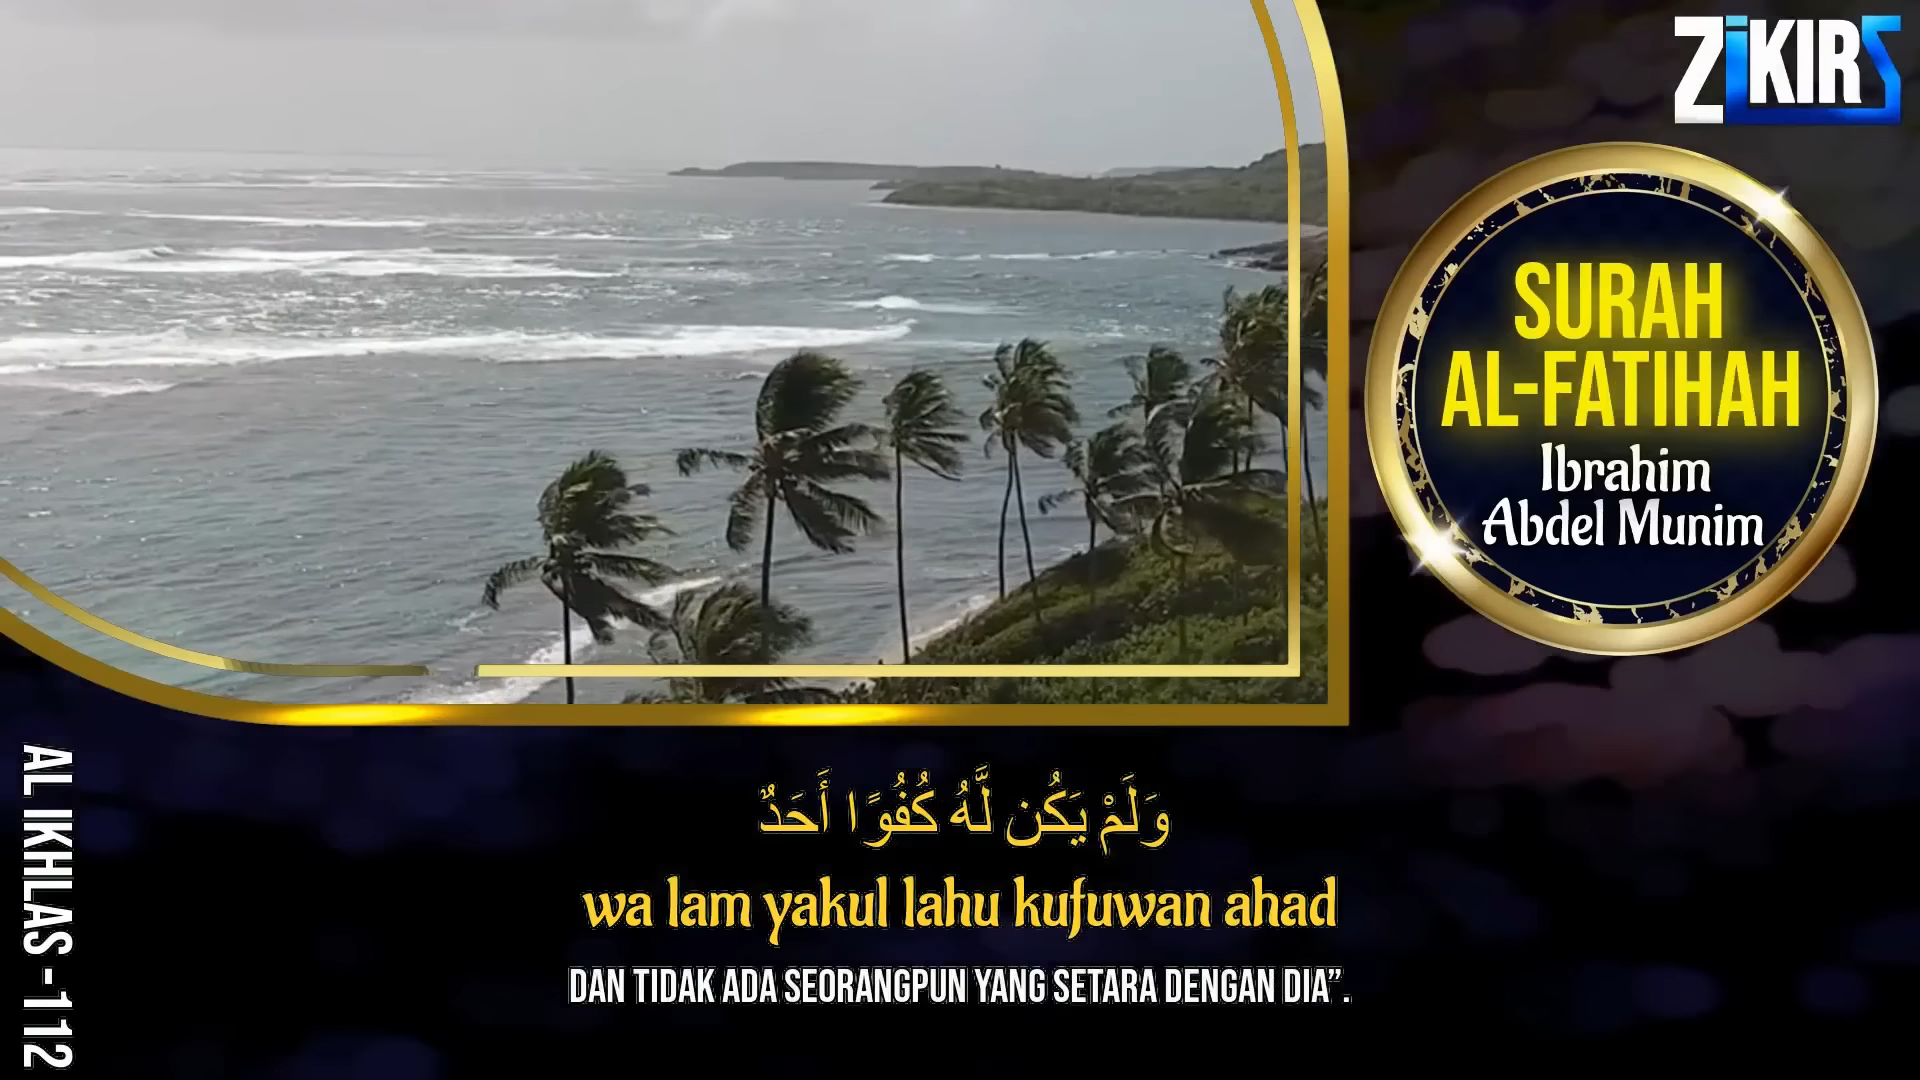 ZiKIRS
SURAH
AL-FATIHAH
Ibrahim
Abdel Munim
وَلَمْ يَكُن لَّهُ كُفُوًا أَحَدٌ
wa lam yakul lahu kufuwan ahad
DAN TIDAK ADA SEORANGPUN YANG SETARA DENGAN DIA”.
AL IKHLAS -112